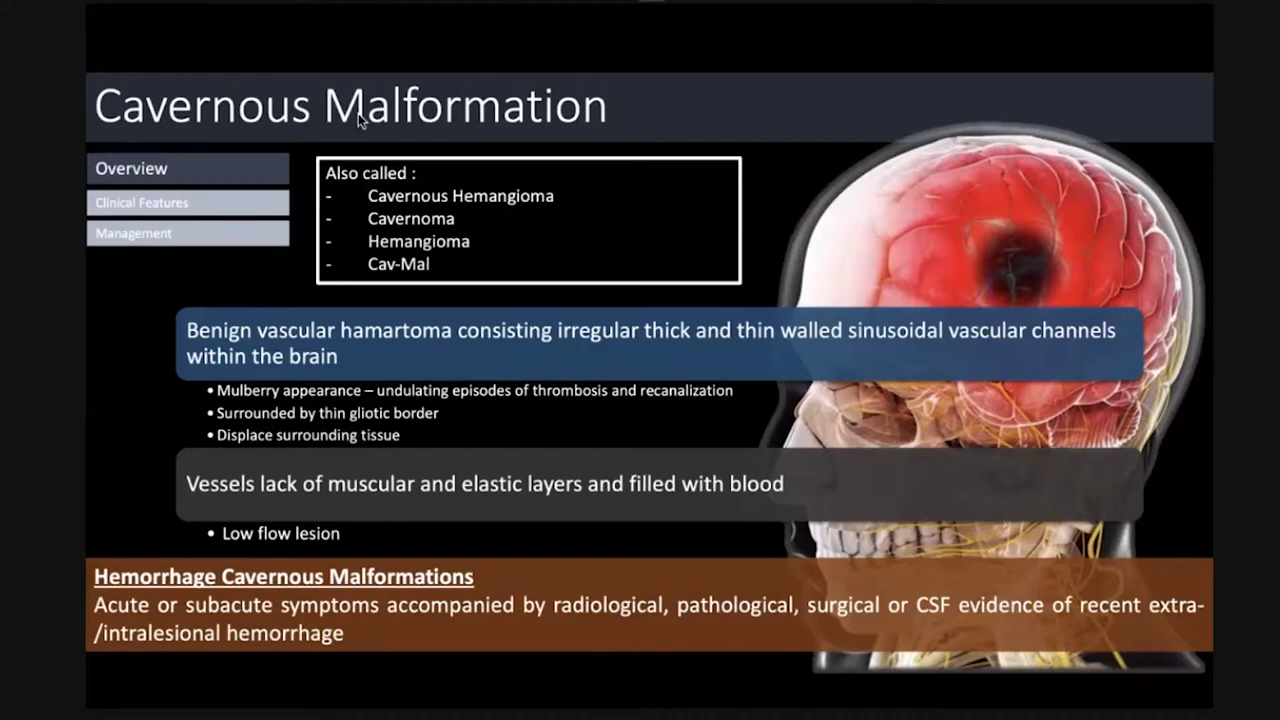 Cavernous Malformation
Overview
Clinical Features
Management
Also called :
- Cavernous Hemangioma
- Cavernoma
- Hemangioma
- Cav-Mal
Benign vascular hamartoma consisting irregular thick and thin walled sinusoidal vascular channels
within the brain
• Mulberry appearance – undulating episodes of thrombosis and recanalization
• Surrounded by thin gliotic border
• Displace surrounding tissue
Vessels lack of muscular and elastic layers and filled with blood
• Low flow lesion
Hemorrhage Cavernous Malformations
Acute or subacute symptoms accompanied by radiological, pathological, surgical or CSF evidence of recent extra-
/intralesional hemorrhage